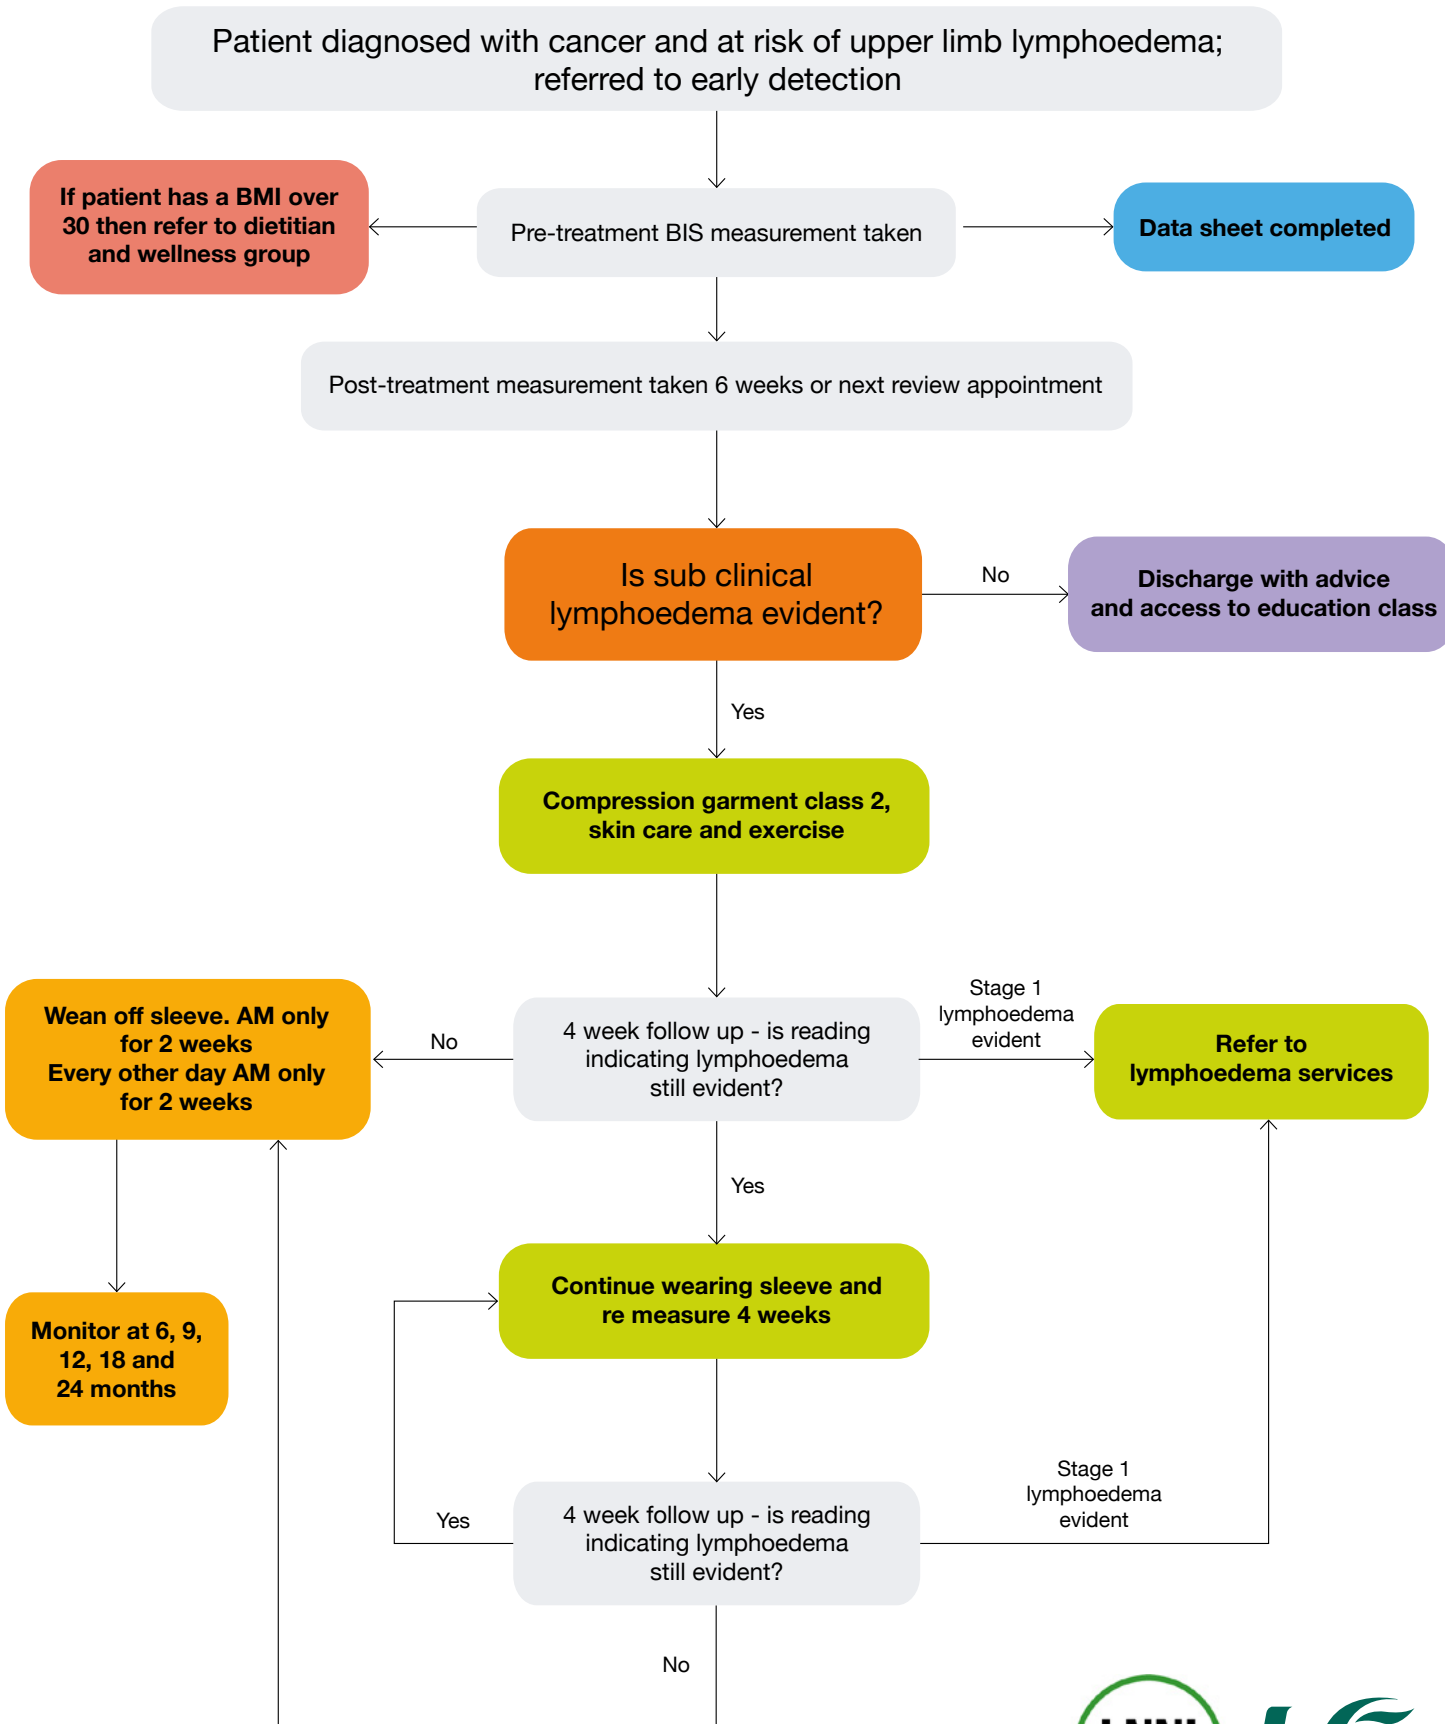 Patient diagnosed with cancer and at risk of upper limb lymphoedema;
referred to early detection
If patient has a BMI over
30 then refer to dietitian
and wellness group
Pre-treatment BIS measurement taken
Data sheet completed
Post-treatment measurement taken 6 weeks or next review appointment
Is sub clinical
lymphoedema evident?
No
Discharge with advice
and access to education class
Yes
Compression garment class 2,
skin care and exercise
Wean off sleeve. AM only
for 2 weeks
Every other day AM only
for 2 weeks
No
4 week follow up - is reading
indicating lymphoedema
still evident?
Stage 1
lymphoedema
evident
Refer to
lymphoedema services
Yes
Continue wearing sleeve and
re measure 4 weeks
Monitor at 6, 9,
12, 18 and
24 months
Yes
4 week follow up - is reading
indicating lymphoedema
still evident?
Stage 1
lymphoedema
evident
No